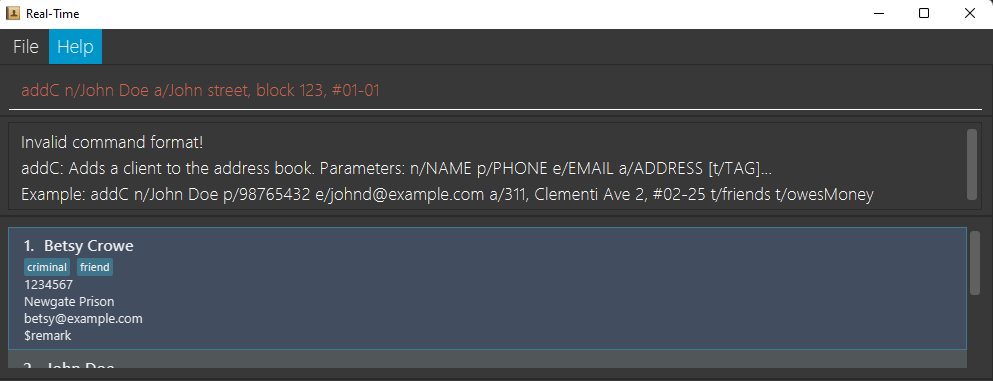 Real-Time
File Help
addC n/John Doe a/John street, block 123, #01-01
Invalid command format!
addC: Adds a client to the address book. Parameters: n/NAME p/PHONE e/EMAIL a/ADDRESS [t/TAG]...
Example: addC n/John Doe p/98765432 e/johnd@example.com a/311, Clementi Ave 2, #02-25 t/friends t/owesMoney
1. Betsy Crowe
criminal friend
1234567
Newgate Prison
betsy@example.com
$remark
2. John Doe